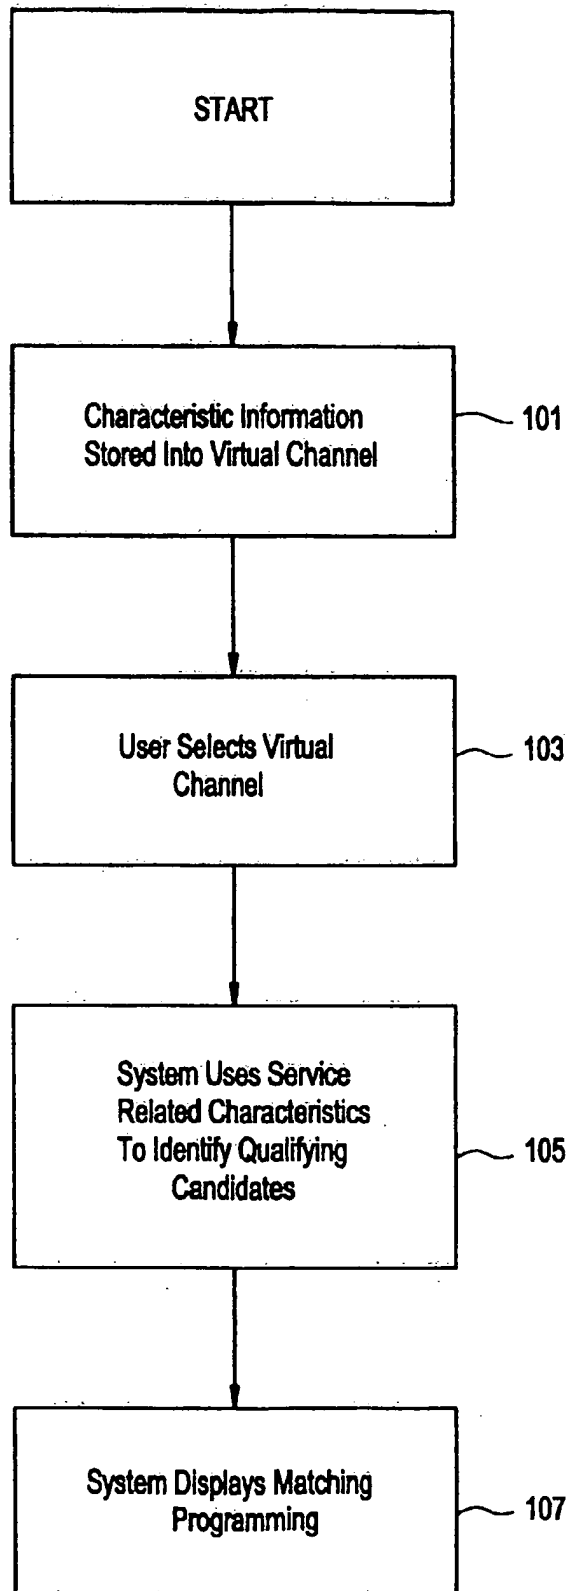 START
Characteristic Information
Stored Into Virtual Channel
101
User Selects Virtual
Channel
103
System Uses Service
Related Characteristics
To Identify Qualifying
Candidates
105
System Displays Matching
Programming
107